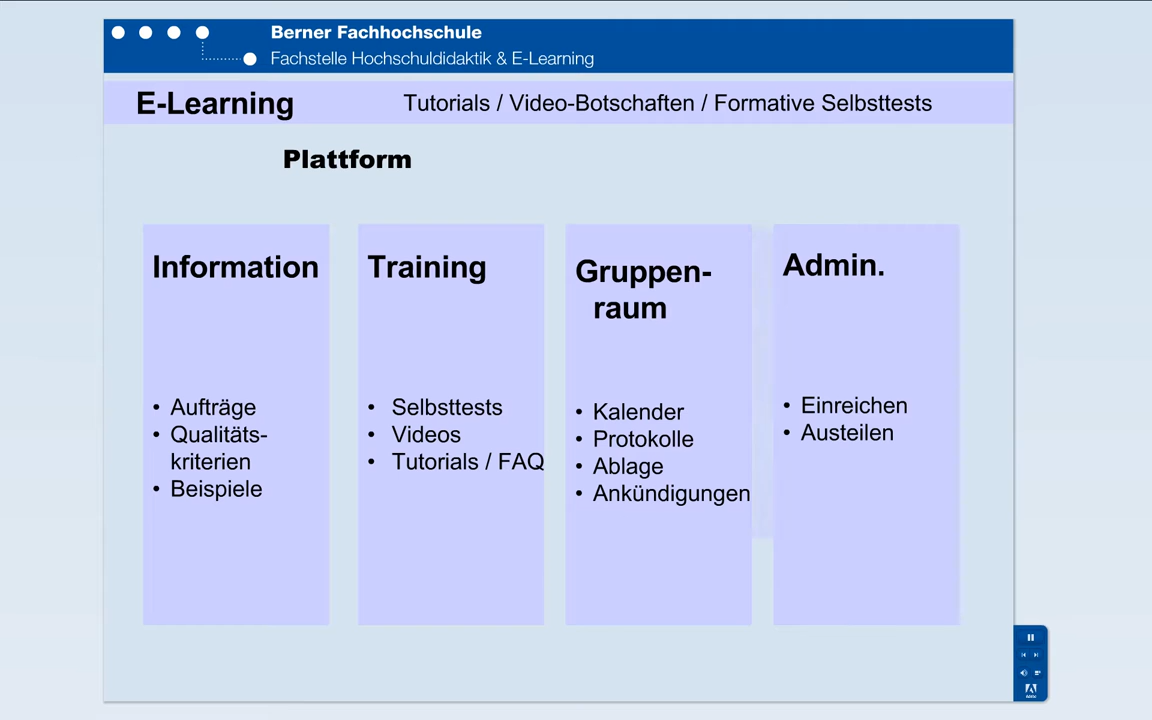 Berner Fachhochschule
Fachstelle Hochschuldidaktik & E-Learning
E-Learning
Tutorials / Video-Botschaften / Formative Selbsttests
Plattform
Information
• Aufträge
• Qualitäts-
kriterien
• Beispiele
Training
• Selbsttests
• Videos
• Tutorials / FAQ
Gruppen-
raum
• Kalender
• Protokolle
• Ablage
• Ankündigungen
Admin.
• Einreichen
• Austeilen